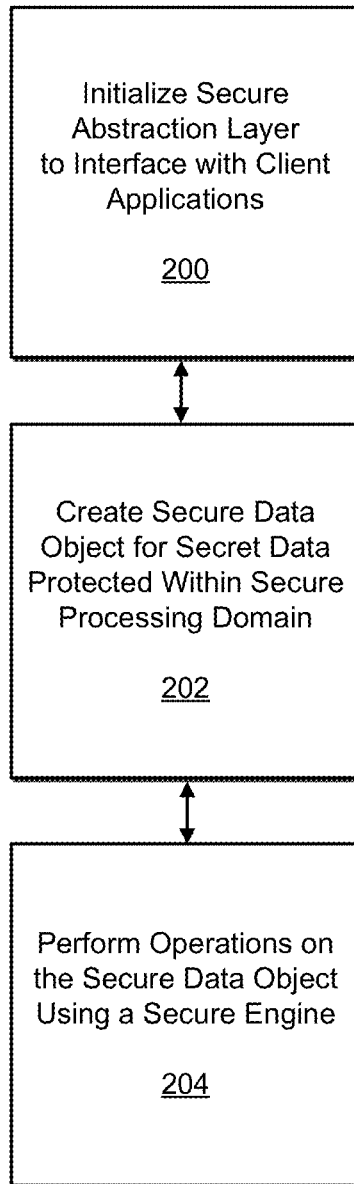 Initialize Secure
Abstraction Layer
to Interface with Client
Applications
200
Create Secure Data
Object for Secret Data
Protected Within Secure
Processing Domain
202
Perform Operations on
the Secure Data Object
Using a Secure Engine
204